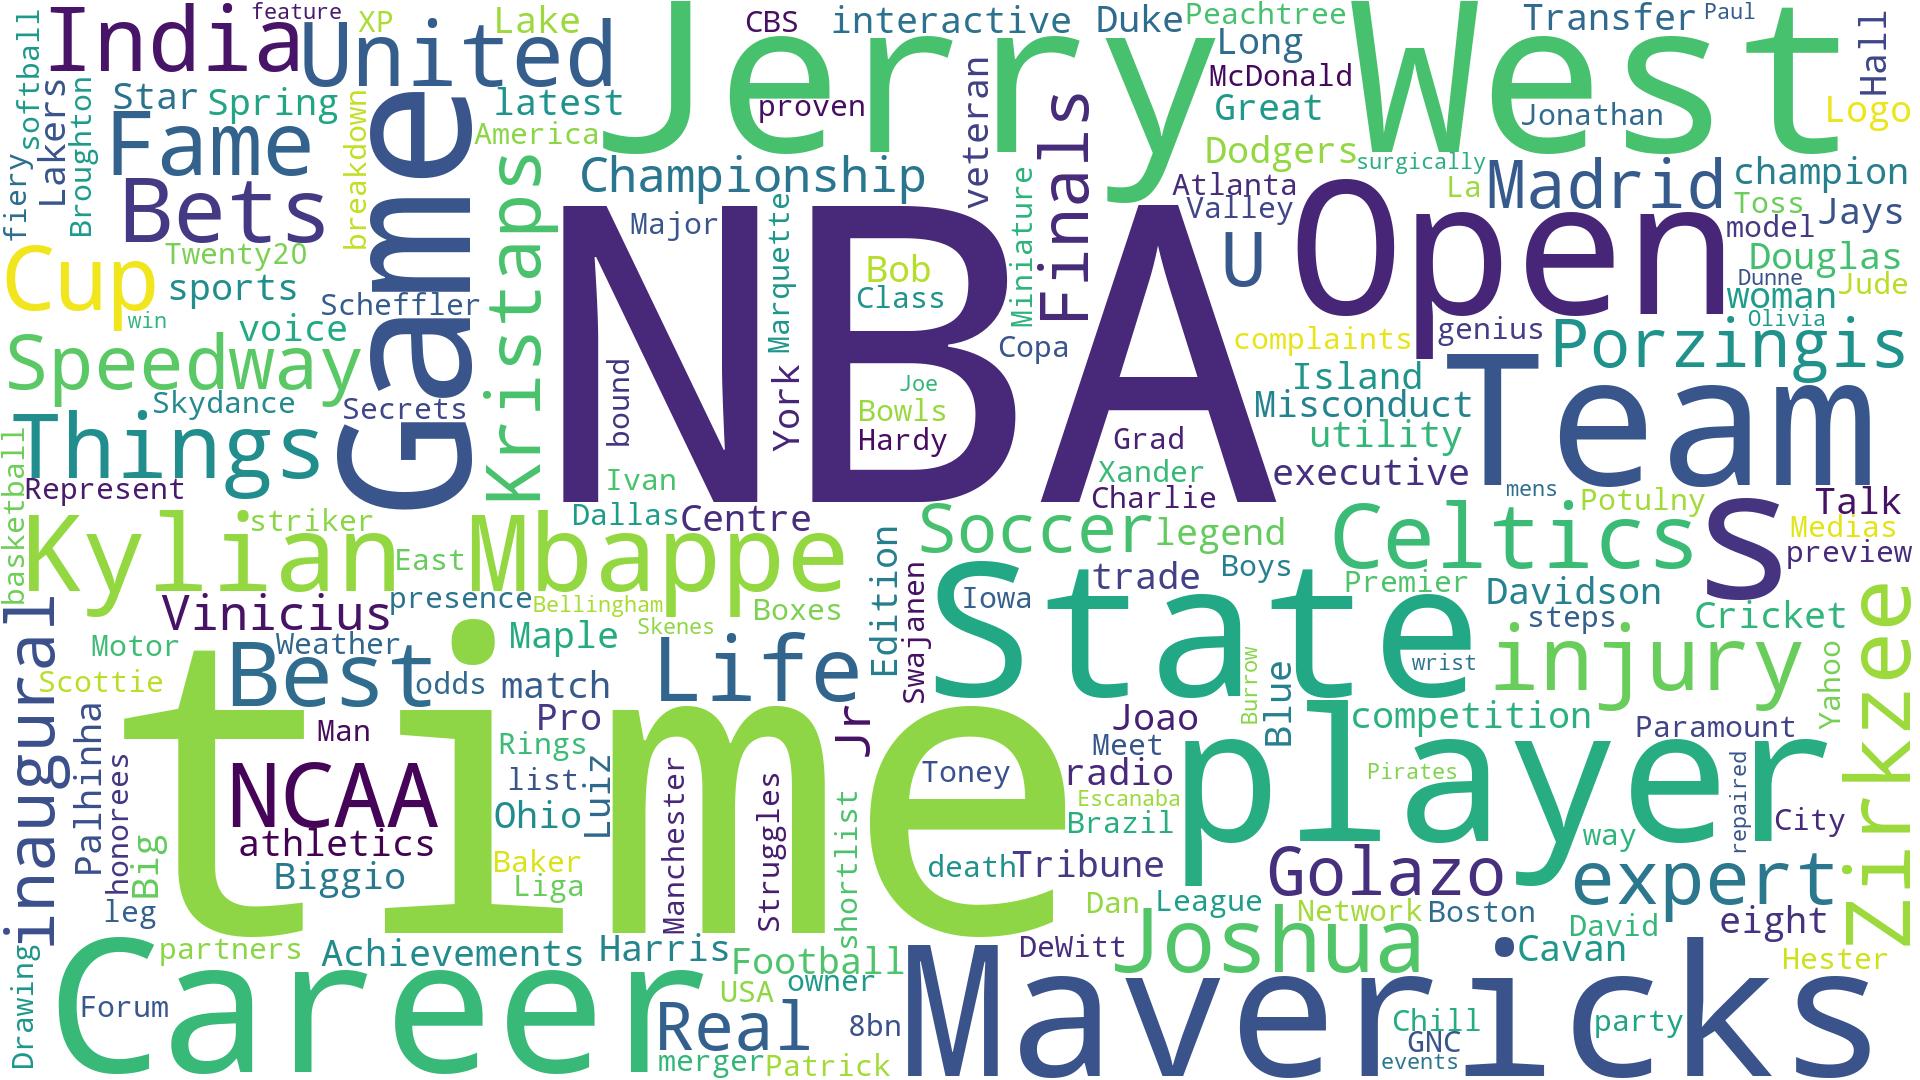 India
feature
XP
Lake
United
CBS
interactive
Duke
Peachtree
Jerry
West
Transfer
Paul
Hall
softball
Lakers
Broughton
Star
Spring
breakdown
latest
proven
veteran
Long
McDonald
Great
Jonathan
Logo
Fame
America
Game
Championship
Finals
Dodgers
surgically
Madrid
champion
fiery
Bets
Kristaps
Major
Marquette
Miniature
Atlanta
Valley
La
Toss
model
Jays
NBA
Open
U
Cup
Twenty20
sports
Scheffler
win
voice
Bob
Class
Copa
complaints
genius
Douglas
Dunne
Jude
woman
Olivia
Porzingis
Speedway
Skydance
Secrets
bound
York
Joe
Bowls
Hardy
Island
Misconduct
utility
Team
Things
Represent
basketball
Ivan
Grad
Xander
Charlie
executive
mens
Potulny
Talk
Kylian
striker
Mbappe
Dallas
Centre
Soccer
legend
Celtics
s
Medias
preview
East
Edition
Swajanen
trade
Boys
Premier
Davidson
inaugural
Vinicius
presence
Bellingham
Boxes
Skenes
State
Iowa
steps
Cricket
Zirkzee
Motor
Weather
Maple
Life
injury
wrist
Scottie
Best
odds
match
Burrow
Blue
Yahoo
Palhinha
honorees
Man
Pro
Jr
Joao
competition
Paramount
time
Rings
list
Luiz
Meet
radio
player
Pirates
repaired
NCAA
Manchester
Struggles
shortlist
Toney
Escanaba
Brazil
City
athletics
Ohio
way
Big
Biggio
Baker
Liga
death
Tribune
Golazo
expert
leg
Dan
League
Network
Boston
David
eight
Drawing
partners
Achievements
Harris
Football
DeWitt
Joshua
Cavan
Hester
Career
Forum
USA
owner
Mavericks
Real
8bn
Chill
GNC
party
merger
Patrick
events